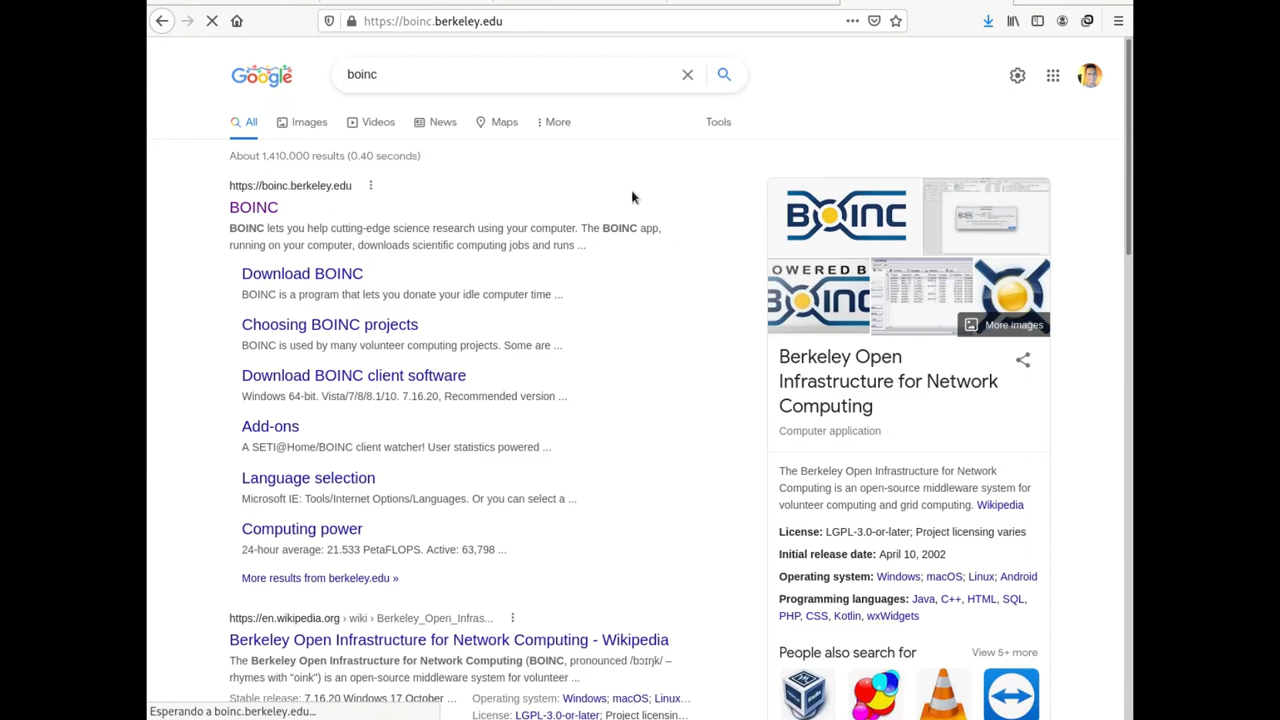 https://boinc.berkeley.edu
Google
boinc
All
Images
Videos
News
Maps
More
Tools
About 1,410,000 results (0.40 seconds)
https://boinc.berkeley.edu
BOINC
BOINC lets you help cutting-edge science research using your computer. The BOINC app,
running on your computer, downloads scientific computing jobs and runs ...
Download BOINC
BOINC is a program that lets you donate your idle computer time ...
Choosing BOINC projects
BOINC is used by many volunteer computing projects. Some are ...
Download BOINC client software
Windows 64-bit. Vista/7/8/8.1/10. 7.16.20, Recommended version ...
Add-ons
A SETI@Home/BOINC client watcher! User statistics powered ...
Language selection
Microsoft IE: Tools/Internet Options/Languages. Or you can select a ...
Computing power
24-hour average: 21.533 PetaFLOPS. Active: 63,798 ...
More results from berkeley.edu »
https://en.wikipedia.org › wiki › Berkeley_Open_Infras...
Berkeley Open Infrastructure for Network Computing - Wikipedia
The Berkeley Open Infrastructure for Network Computing (BOINC, pronounced /bɔɪŋk/ –
rhymes with "oink") is an open-source middleware system for volunteer ...
Stable release: 7.16.20 Windows 17 October ...
Operating system: Windows; macOS; Linux...
License: LGPL-3.0-or-later; Project licensin...
Esperando a boinc.berkeley.edu...
BOINC
OWERED B
BOINC
More images
Berkeley Open
Infrastructure for Network
Computing
Computer application
The Berkeley Open Infrastructure for Network
Computing is an open-source middleware system for
volunteer computing and grid computing. Wikipedia
License: LGPL-3.0-or-later; Project licensing varies
Initial release date: April 10, 2002
Operating system: Windows; macOS; Linux; Android
Programming languages: Java, C++, HTML, SQL,
PHP, CSS, Kotlin, wxWidgets
People also search for
View 5+ more